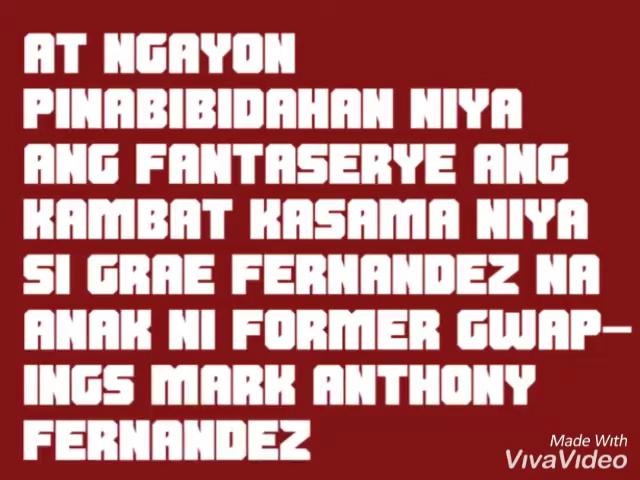 AT NGAYON
PINABIBIDAHAN NIYA
ANG FANTASERYE ANG
KAMBAT KASAMA NIYA
SI GRAE FERNANDEZ NA
ANAK NI FORMER GWAP-
INGS MARK ANTHONY
FERNANDEZ
Made With
VivaVideo